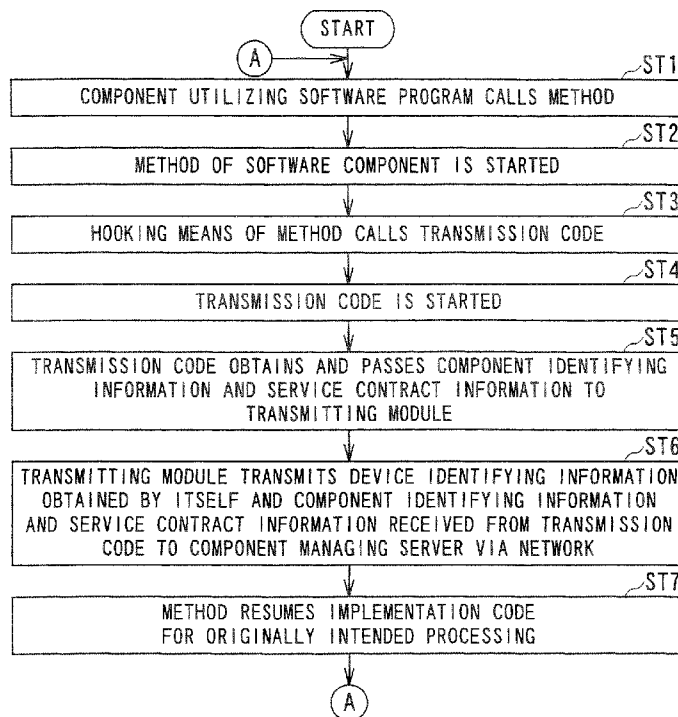 START
A
ST1
COMPONENT UTILIZING SOFTWARE PROGRAM CALLS METHOD
ST2
METHOD OF SOFTWARE COMPONENT IS STARTED
ST3
HOOKING MEANS OF METHOD CALLS TRANSMISSION CODE
ST4
TRANSMISSION CODE IS STARTED
ST5
TRANSMISSION CODE OBTAINS AND PASSES COMPONENT IDENTIFYING
INFORMATION AND SERVICE CONTRACT INFORMATION TO
TRANSMITTING MODULE
ST6
TRANSMITTING MODULE TRANSMITS DEVICE IDENTIFYING INFORMATION
OBTAINED BY ITSELF AND COMPONENT IDENTIFYING INFORMATION
AND SERVICE CONTRACT INFORMATION RECEIVED FROM TRANSMISSION
CODE TO COMPONENT MANAGING SERVER VIA NETWORK
ST7
METHOD RESUMES IMPLEMENTATION CODE
FOR ORIGINALLY INTENDED PROCESSING
A